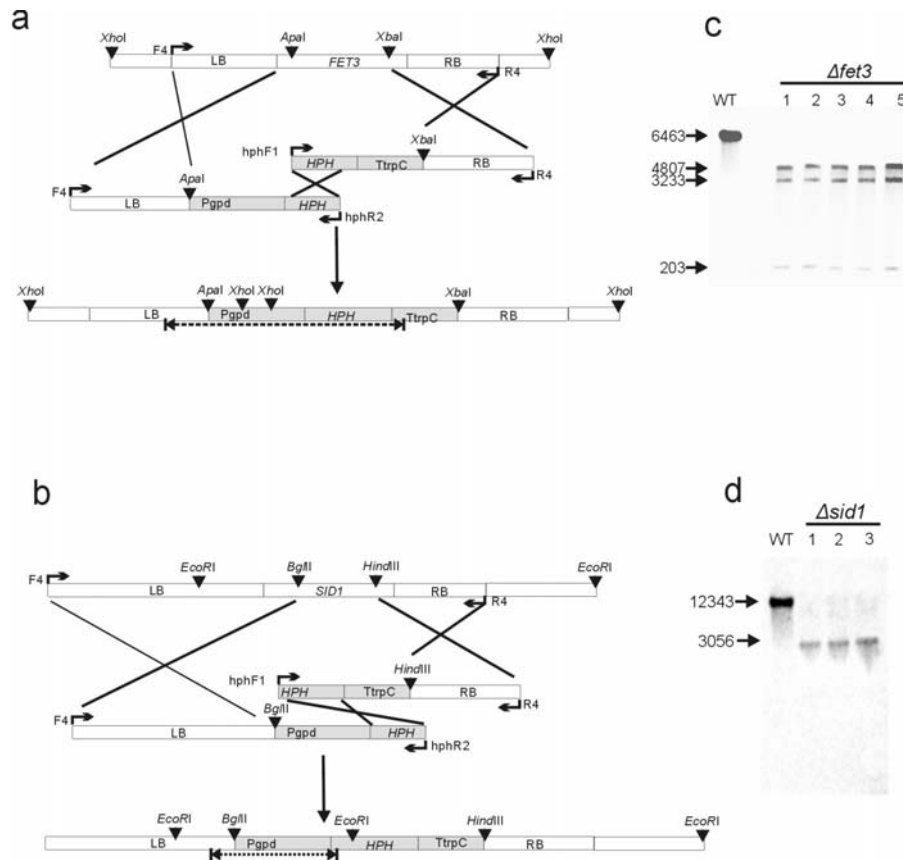 a
XhoI F4 ApaI XbaI XhoI
LB FET3 RB R4
hphF1 XbaI
HPH TtrpC RB R4
F4 ApaI
LB Pgpd HPH hphR2
XhoI ApaI XhoI XhoI XbaI XhoI
LB Pgpd HPH TtrpC RB
c
Δfet3
WT 1 2 3 4 5
6463
4807
3233
203
b
F4 EcoRI BglII HindIII EcoRI
LB SID1 RB R4
hphF1 HindIII
HPH TtrpC RB R4
F4 BglII
LB Pgpd HPH hphR2
EcoRI BglII EcoRI HindIII EcoRI
LB Pgpd HPH TtrpC RB
d
Δsid1
WT 1 2 3
12343
3056